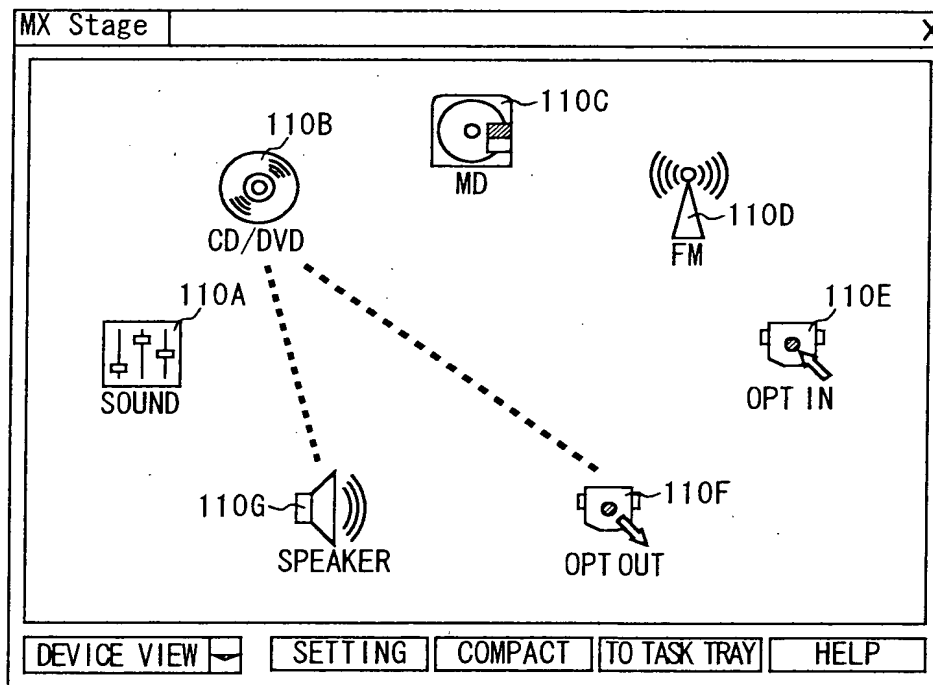 MX Stage X
110C
110B
MD
110D
CD/DVD
FM
110A
110E
SOUND
OPT IN
110G
110F
SPEAKER
OPT OUT
DEVICE VIEW SETTING COMPACT TO TASK TRAY HELP